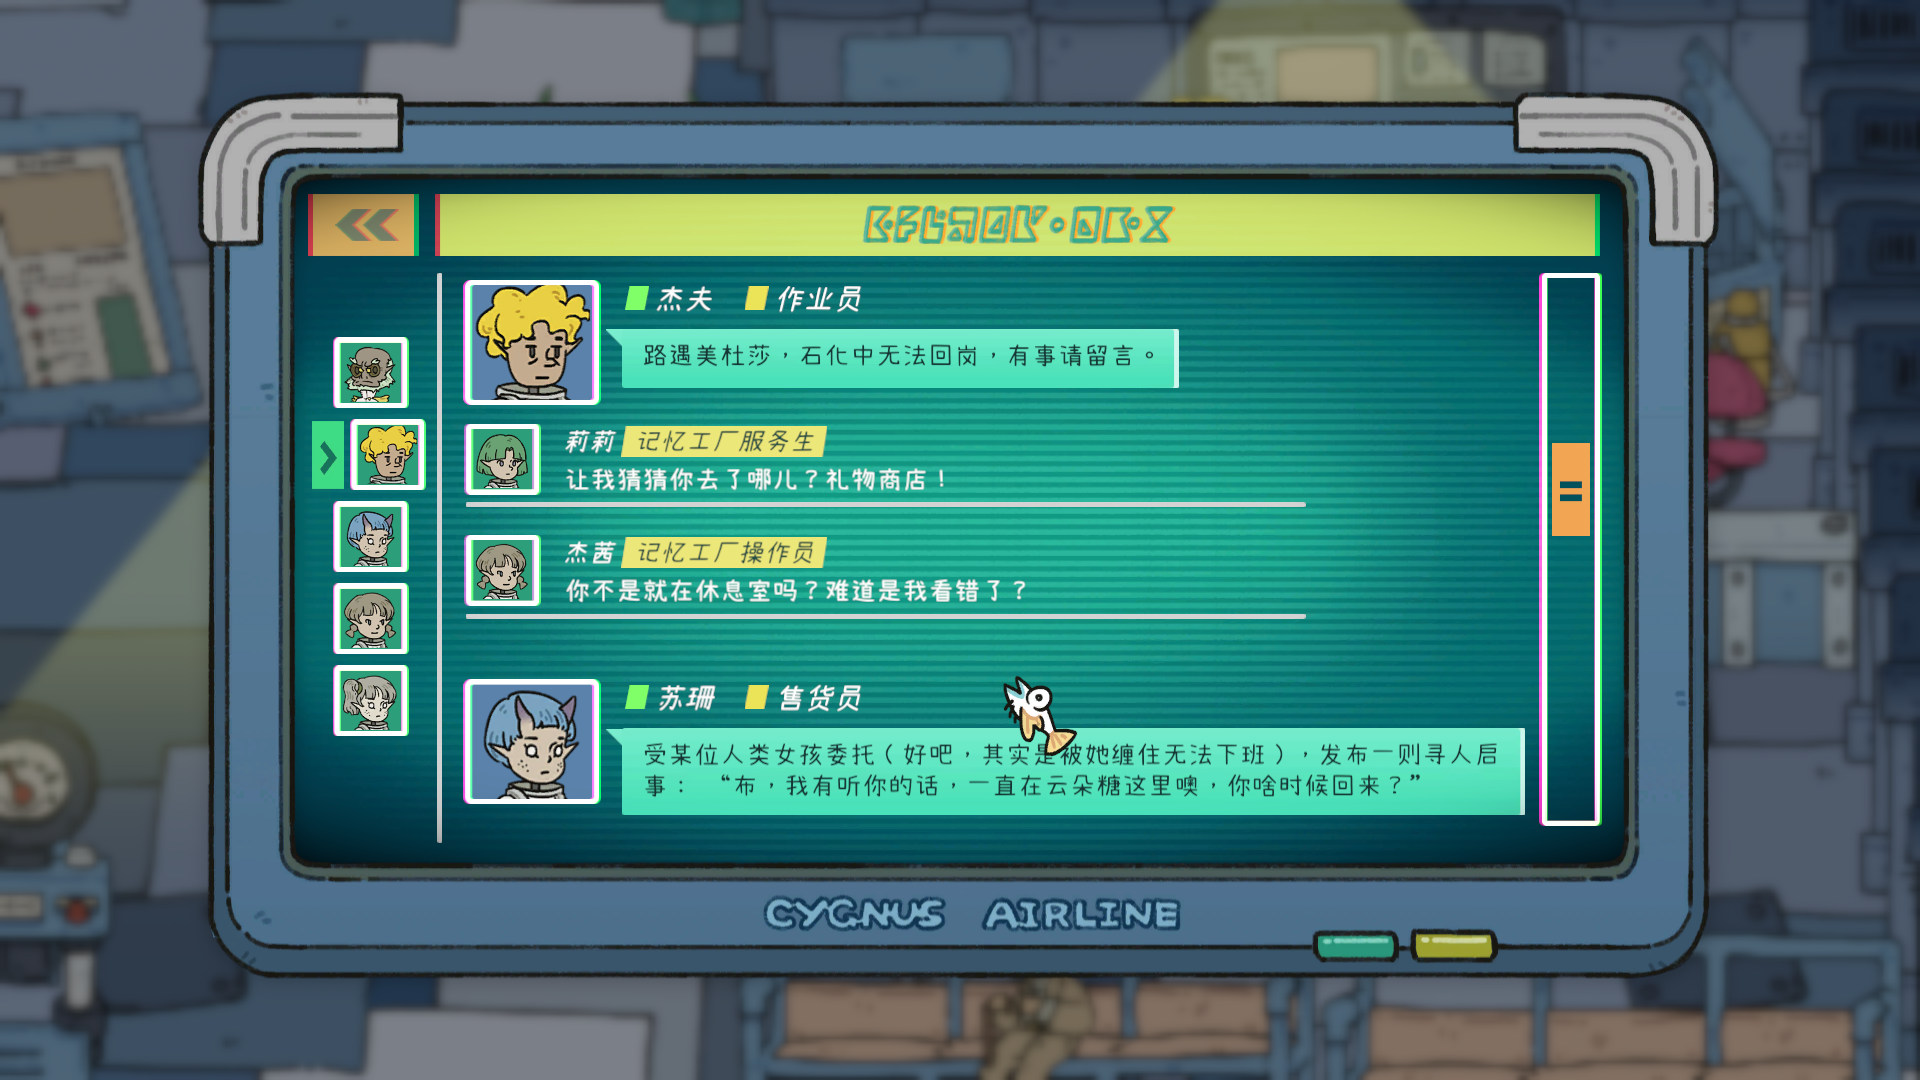 杰夫 作业员
路遇美杜莎，石化中无法回岗，有事请留言。
莉莉 记忆工厂服务生
让我猜猜你去了哪儿？礼物商店！
杰茜 记忆工厂操作员
你不是就在休息室吗？难道是我看错了？
苏珊 售货员
受某位人类女孩委托（好吧，其实是被她缠住无法下班），发布一则寻人启
事：“布，我有听你的话，一直在云朵糖这里噢，你啥时候回来？”
CYGNUS AIRLINE